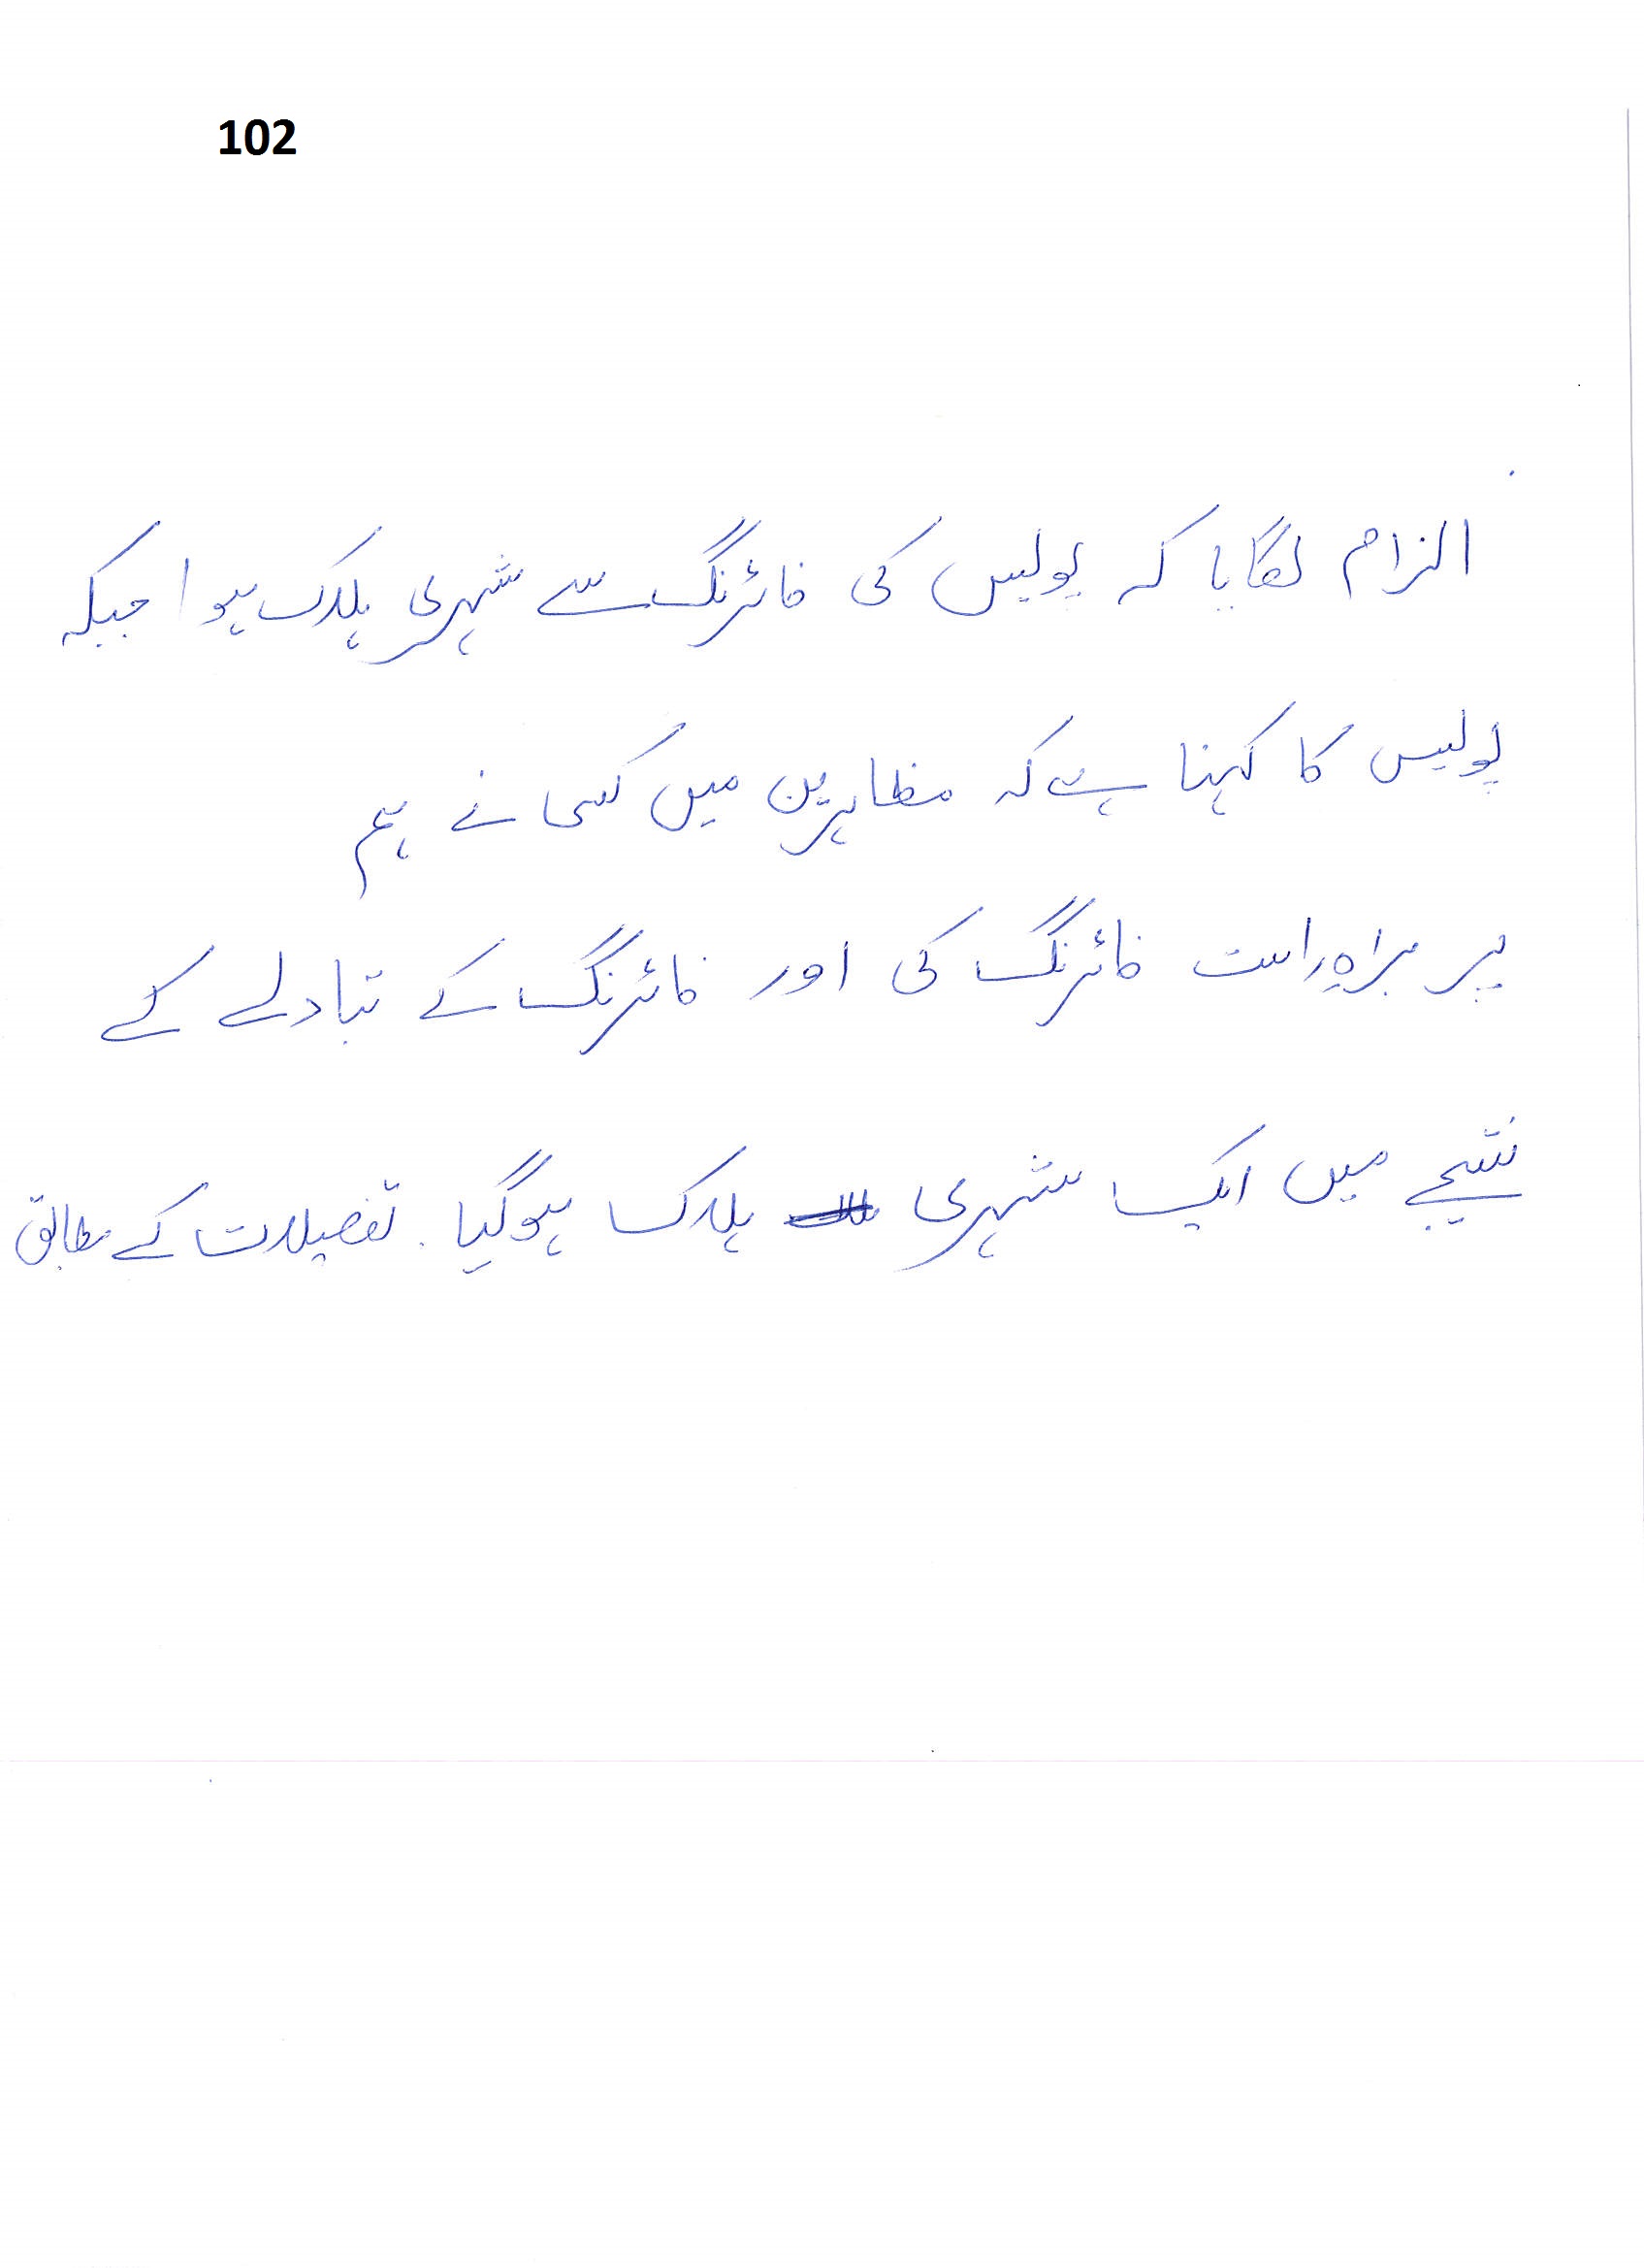 102
الزام لگایا کہ پولیس کی فائرنگ سے شہری ہلاک ہوا جبکہ
پولیس کا کہنا ہے کہ مظاہرین میں کسی نے ہم
پر براہ راست فائرنگ کی اور فائرنگ کے تبادلے کے
نتیجے میں ایک شہری ہلاک ہوگیا۔ تفصیلات کے مطابق